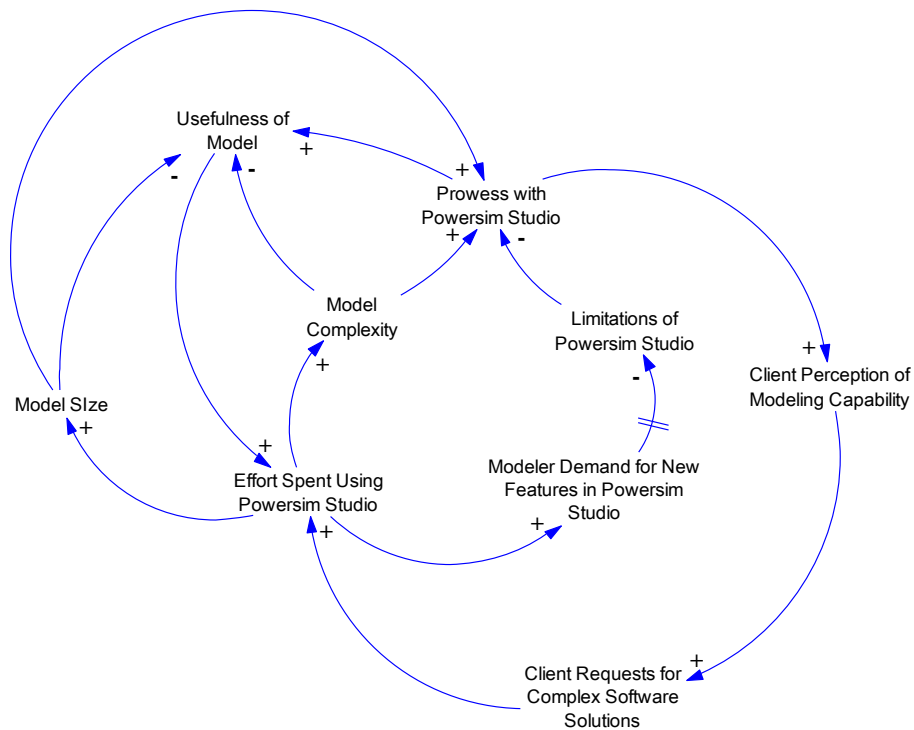 Usefulness of
Model
+
-
-
+
Prowess with
Powersim Studio
+
-
Model
Complexity
+
Limitations of
Powersim Studio
-
+
Client Perception of
Modeling Capability
Model SIze
+
+
Effort Spent Using
Powersim Studio
+
Modeler Demand for New
Features in Powersim
Studio
+
+
Client Requests for
Complex Software
Solutions